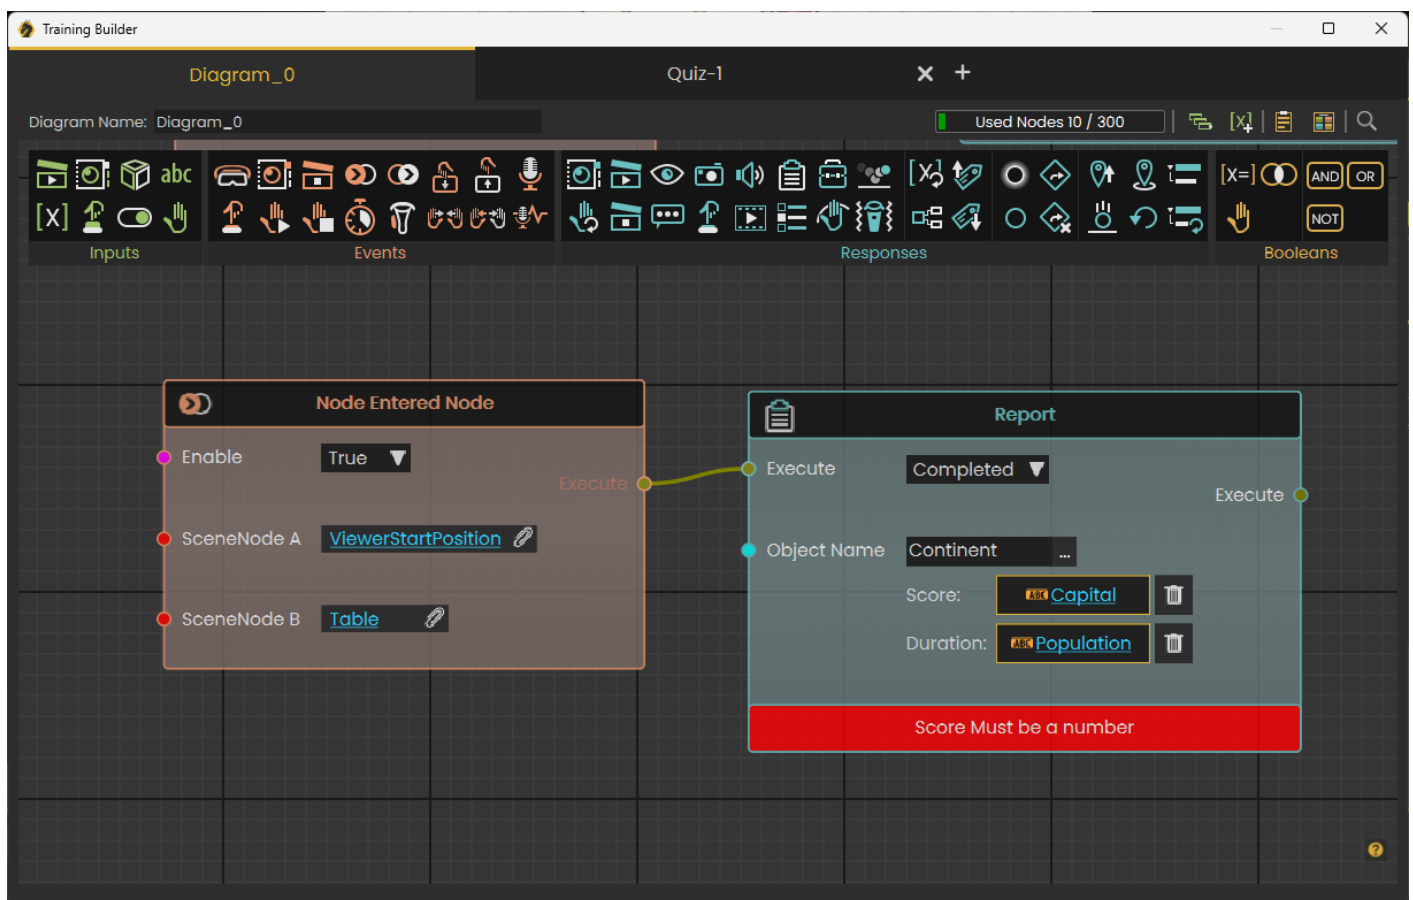 Training Builder
Diagram_0
Quiz-1
Diagram Name: Diagram_0
Used Nodes 10 / 300
abc
[x]
[x=]
AND
OR
NOT
Inputs
Events
Responses
Booleans
Node Entered Node
Enable
True
Execute
SceneNode A
ViewerStartPosition
SceneNode B
Table
Report
Execute
Completed
Execute
Object Name
Continent
...
Score:
ABC Capital
Duration:
ABC Population
Score Must be a number
?